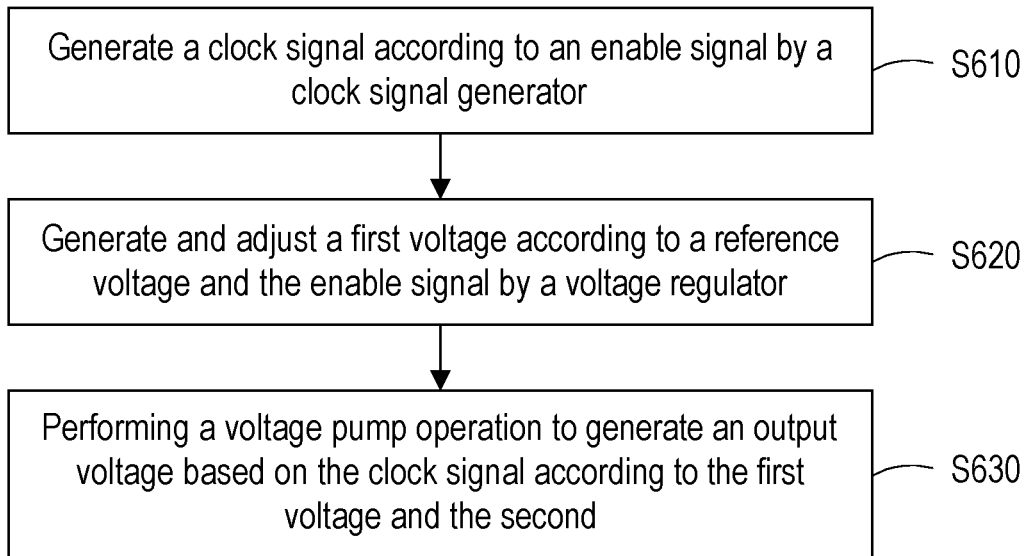 Generate a clock signal according to an enable signal by a
clock signal generator
S610
Generate and adjust a first voltage according to a reference
voltage and the enable signal by a voltage regulator
S620
Performing a voltage pump operation to generate an output
voltage based on the clock signal according to the first
voltage and the second
S630